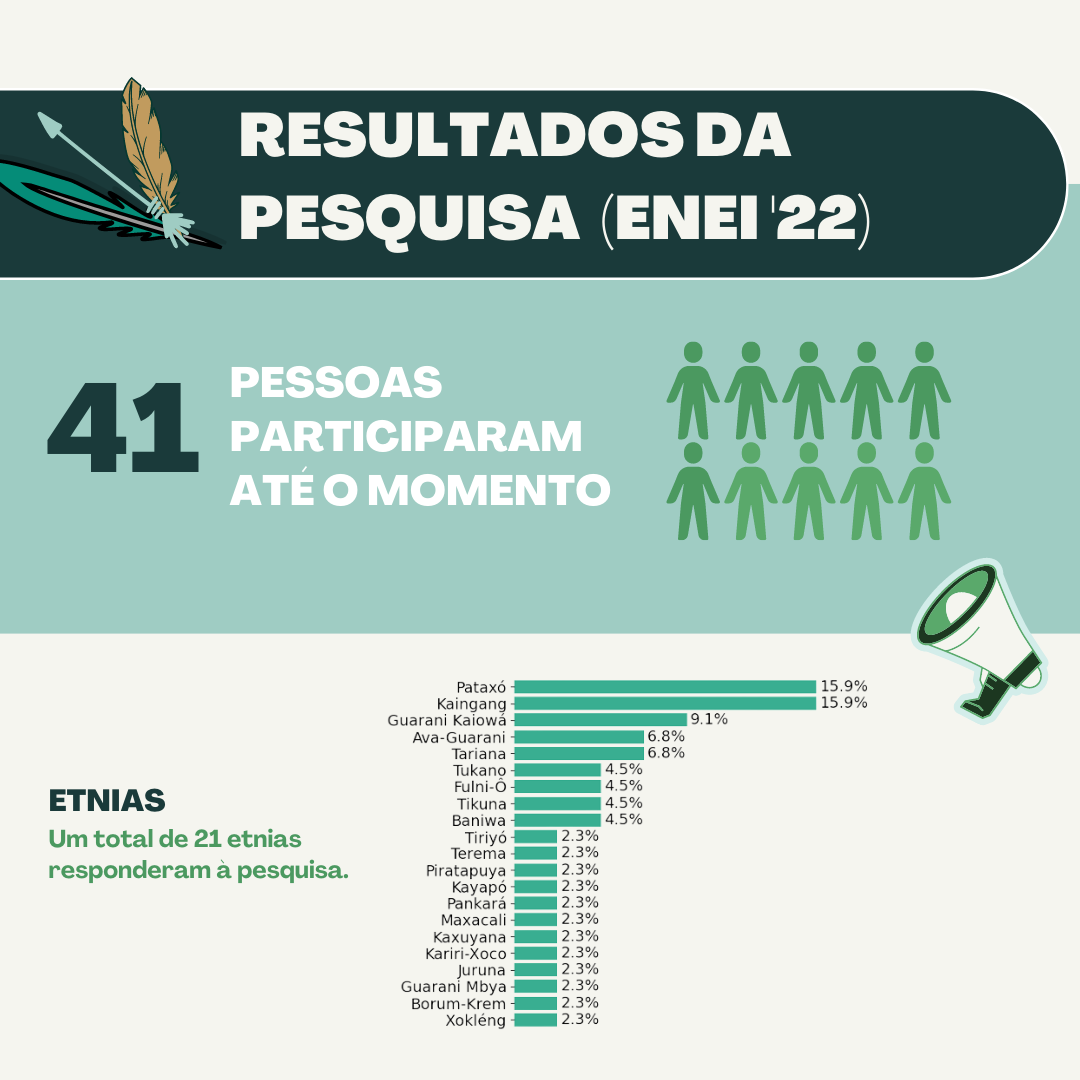 RESULTADOS DA
PESQUISA (ENEI '22)
41
PESSOAS
PARTICIPARAM
ATÉ O MOMENTO
ETNIAS
Um total de 21 etnias
responderam à pesquisa.
Pataxó 15.9%
Kaingang 15.9%
Guarani Kaiowá 9.1%
Ava-Guarani 6.8%
Tariana 6.8%
Tukano 4.5%
Fulni-Ô 4.5%
Tikuna 4.5%
Baniwa 4.5%
Tiriyó 2.3%
Terema 2.3%
Piratapuya 2.3%
Kayapó 2.3%
Pankará 2.3%
Maxacali 2.3%
Kaxuyana 2.3%
Kariri-Xoco 2.3%
Juruna 2.3%
Guarani Mbya 2.3%
Borum-Krem 2.3%
Xokléng 2.3%